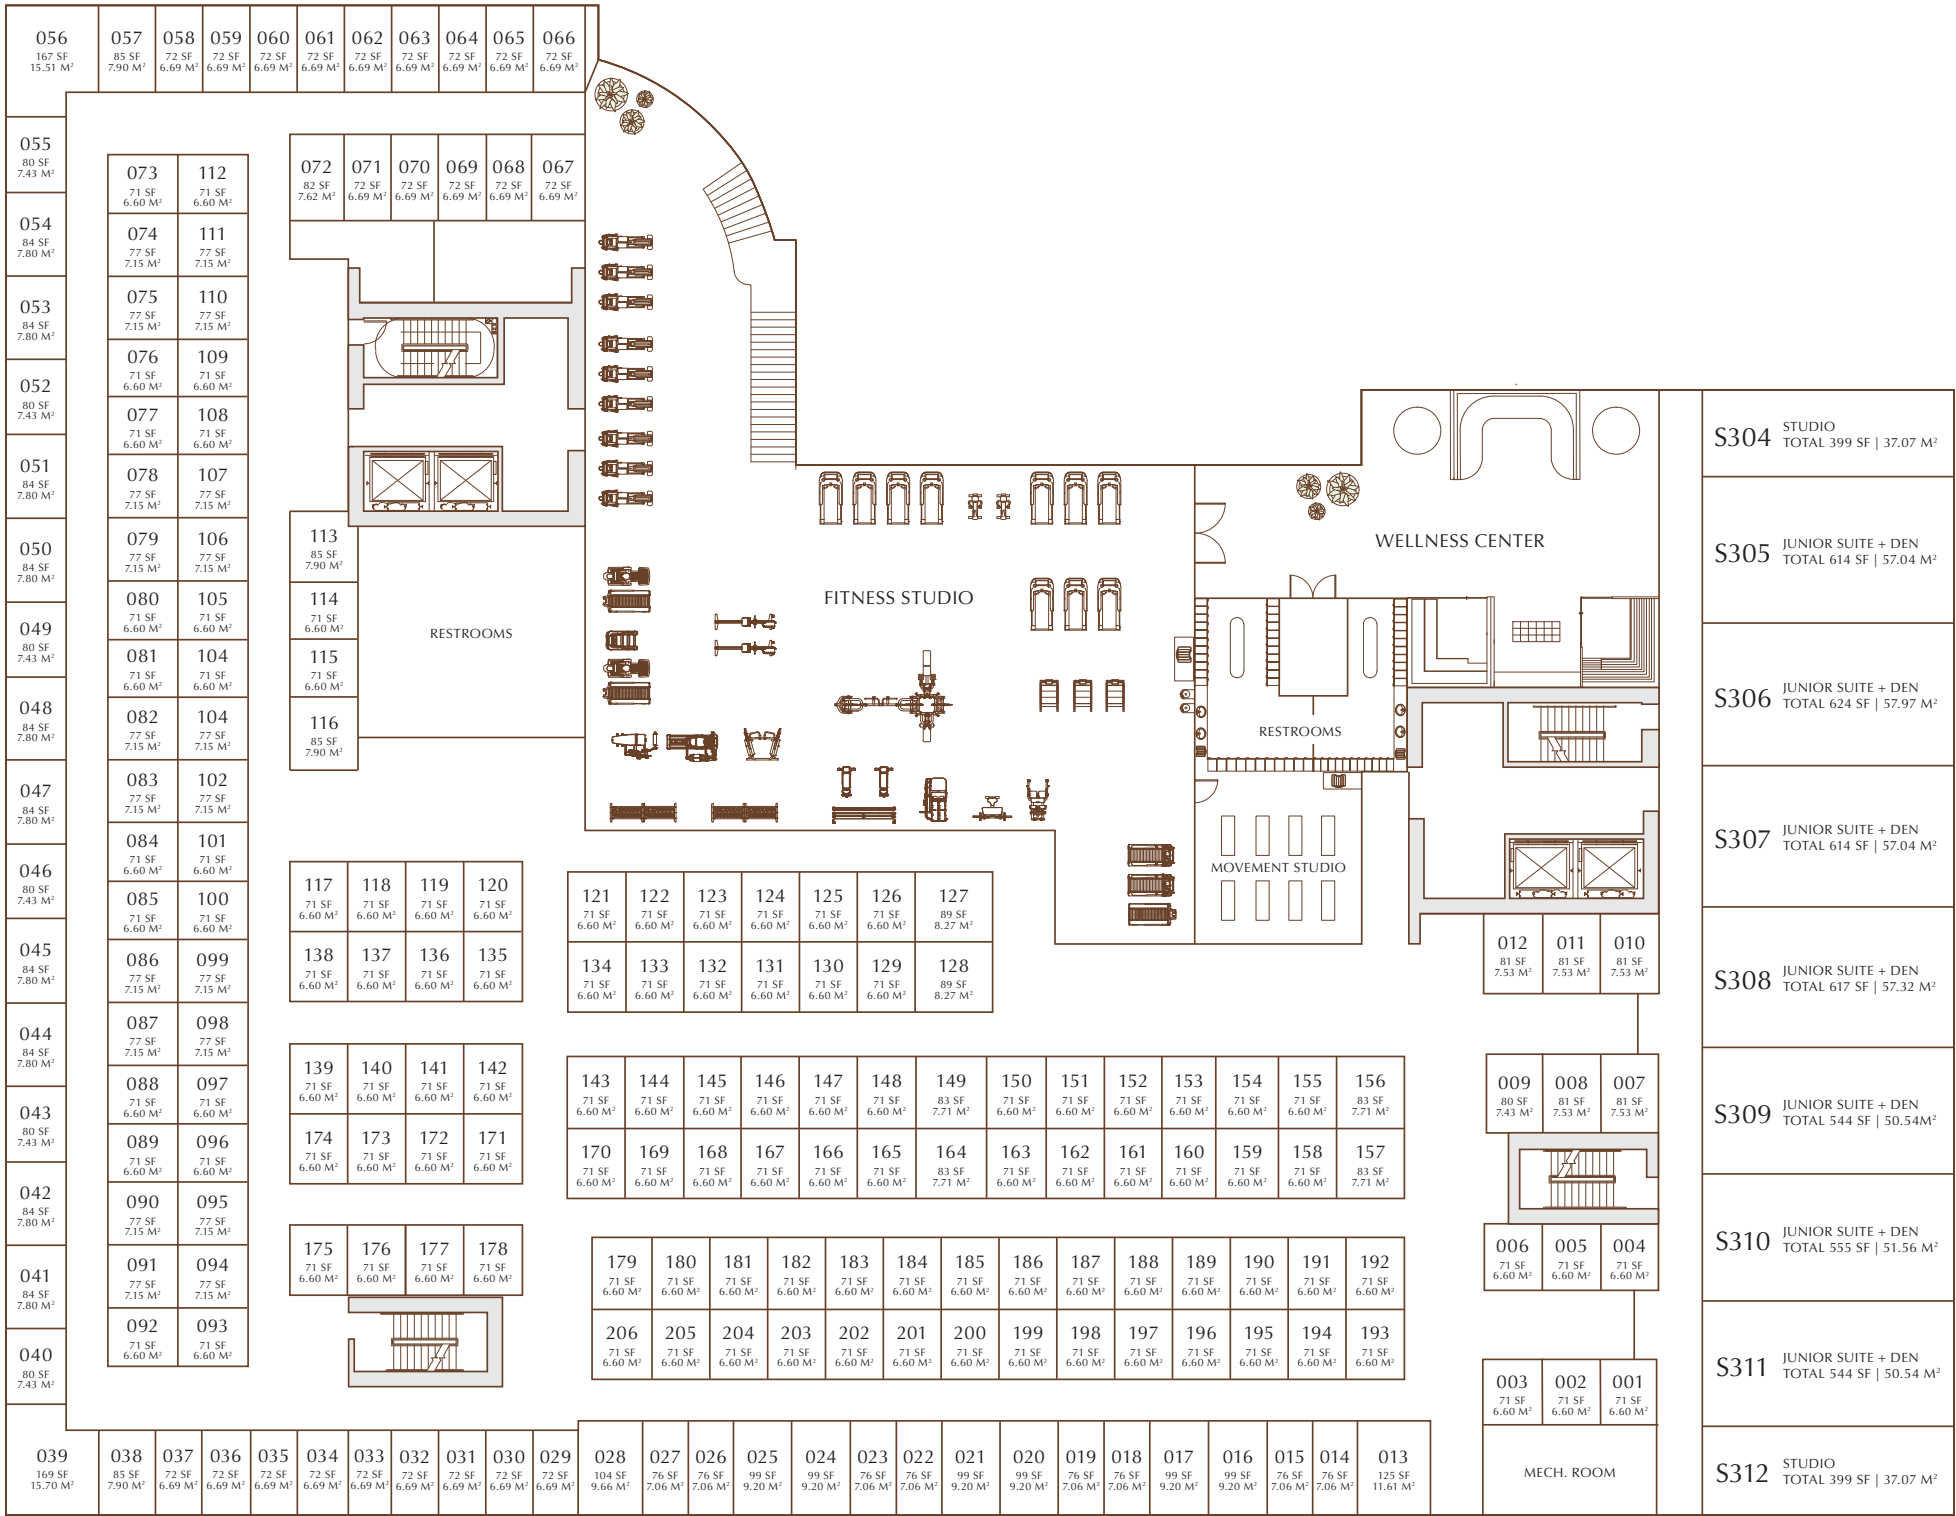 056
167 SF
15.51 M²
057
85 SF
7.90 M²
058
72 SF
6.69 M²
059
72 SF
6.69 M²
060
72 SF
6.69 M²
061
72 SF
6.69 M²
062
72 SF
6.69 M²
063
72 SF
6.69 M²
064
72 SF
6.69 M²
065
72 SF
6.69 M²
066
72 SF
6.69 M²
055
80 SF
7.43 M²
054
84 SF
7.80 M²
053
84 SF
7.80 M²
052
80 SF
7.43 M²
051
84 SF
7.80 M²
050
84 SF
7.80 M²
049
80 SF
7.43 M²
048
84 SF
7.80 M²
047
84 SF
7.80 M²
046
80 SF
7.43 M²
045
84 SF
7.80 M²
044
84 SF
7.80 M²
043
80 SF
7.43 M²
042
84 SF
7.80 M²
041
84 SF
7.80 M²
040
80 SF
7.43 M²
073
71 SF
6.60 M²
112
71 SF
6.60 M²
074
77 SF
7.15 M²
111
77 SF
7.15 M²
075
77 SF
7.15 M²
110
77 SF
7.15 M²
076
71 SF
6.60 M²
109
71 SF
6.60 M²
077
71 SF
6.60 M²
108
71 SF
6.60 M²
078
77 SF
7.15 M²
107
77 SF
7.15 M²
079
77 SF
7.15 M²
106
77 SF
7.15 M²
080
71 SF
6.60 M²
105
71 SF
6.60 M²
081
71 SF
6.60 M²
104
71 SF
6.60 M²
082
77 SF
7.15 M²
104
77 SF
7.15 M²
083
77 SF
7.15 M²
102
77 SF
7.15 M²
084
71 SF
6.60 M²
101
71 SF
6.60 M²
085
71 SF
6.60 M²
100
71 SF
6.60 M²
086
77 SF
7.15 M²
099
77 SF
7.15 M²
087
77 SF
7.15 M²
098
77 SF
7.15 M²
088
71 SF
6.60 M²
097
71 SF
6.60 M²
089
71 SF
6.60 M²
096
71 SF
6.60 M²
090
77 SF
7.15 M²
095
77 SF
7.15 M²
091
77 SF
7.15 M²
094
77 SF
7.15 M²
092
71 SF
6.60 M²
093
71 SF
6.60 M²
072
82 SF
7.62 M²
071
72 SF
6.69 M²
070
72 SF
6.69 M²
069
72 SF
6.69 M²
068
72 SF
6.69 M²
067
72 SF
6.69 M²
113
85 SF
7.90 M²
114
71 SF
6.60 M²
115
71 SF
6.60 M²
116
85 SF
7.90 M²
RESTROOMS
FITNESS STUDIO
WELLNESS CENTER
RESTROOMS
MOVEMENT STUDIO
117
71 SF
6.60 M²
118
71 SF
6.60 M²
119
71 SF
6.60 M²
120
71 SF
6.60 M²
138
71 SF
6.60 M²
137
71 SF
6.60 M²
136
71 SF
6.60 M²
135
71 SF
6.60 M²
121
71 SF
6.60 M²
122
71 SF
6.60 M²
123
71 SF
6.60 M²
124
71 SF
6.60 M²
125
71 SF
6.60 M²
126
71 SF
6.60 M²
127
89 SF
8.27 M²
134
71 SF
6.60 M²
133
71 SF
6.60 M²
132
71 SF
6.60 M²
131
71 SF
6.60 M²
130
71 SF
6.60 M²
129
71 SF
6.60 M²
128
89 SF
8.27 M²
139
71 SF
6.60 M²
140
71 SF
6.60 M²
141
71 SF
6.60 M²
142
71 SF
6.60 M²
174
71 SF
6.60 M²
173
71 SF
6.60 M²
172
71 SF
6.60 M²
171
71 SF
6.60 M²
143
71 SF
6.60 M²
144
71 SF
6.60 M²
145
71 SF
6.60 M²
146
71 SF
6.60 M²
147
71 SF
6.60 M²
148
71 SF
6.60 M²
149
83 SF
7.71 M²
150
71 SF
6.60 M²
151
71 SF
6.60 M²
152
71 SF
6.60 M²
153
71 SF
6.60 M²
154
71 SF
6.60 M²
155
71 SF
6.60 M²
156
83 SF
7.71 M²
170
71 SF
6.60 M²
169
71 SF
6.60 M²
168
71 SF
6.60 M²
167
71 SF
6.60 M²
166
71 SF
6.60 M²
165
71 SF
6.60 M²
164
83 SF
7.71 M²
163
71 SF
6.60 M²
162
71 SF
6.60 M²
161
71 SF
6.60 M²
160
71 SF
6.60 M²
159
71 SF
6.60 M²
158
71 SF
6.60 M²
157
83 SF
7.71 M²
175
71 SF
6.60 M²
176
71 SF
6.60 M²
177
71 SF
6.60 M²
178
71 SF
6.60 M²
179
71 SF
6.60 M²
180
71 SF
6.60 M²
181
71 SF
6.60 M²
182
71 SF
6.60 M²
183
71 SF
6.60 M²
184
71 SF
6.60 M²
185
71 SF
6.60 M²
186
71 SF
6.60 M²
187
71 SF
6.60 M²
188
71 SF
6.60 M²
189
71 SF
6.60 M²
190
71 SF
6.60 M²
191
71 SF
6.60 M²
192
71 SF
6.60 M²
206
71 SF
6.60 M²
205
71 SF
6.60 M²
204
71 SF
6.60 M²
203
71 SF
6.60 M²
202
71 SF
6.60 M²
201
71 SF
6.60 M²
200
71 SF
6.60 M²
199
71 SF
6.60 M²
198
71 SF
6.60 M²
197
71 SF
6.60 M²
196
71 SF
6.60 M²
195
71 SF
6.60 M²
194
71 SF
6.60 M²
193
71 SF
6.60 M²
012
81 SF
7.53 M²
011
81 SF
7.53 M²
010
81 SF
7.53 M²
009
80 SF
7.43 M²
008
81 SF
7.53 M²
007
81 SF
7.53 M²
006
71 SF
6.60 M²
005
71 SF
6.60 M²
004
71 SF
6.60 M²
003
71 SF
6.60 M²
002
71 SF
6.60 M²
001
71 SF
6.60 M²
MECH. ROOM
039
169 SF
15.70 M²
038
85 SF
7.90 M²
037
72 SF
6.69 M²
036
72 SF
6.69 M²
035
72 SF
6.69 M²
034
72 SF
6.69 M²
033
72 SF
6.69 M²
032
72 SF
6.69 M²
031
72 SF
6.69 M²
030
72 SF
6.69 M²
029
72 SF
6.69 M²
028
104 SF
9.66 M²
027
76 SF
7.06 M²
026
76 SF
7.06 M²
025
99 SF
9.20 M²
024
99 SF
9.20 M²
023
76 SF
7.06 M²
022
76 SF
7.06 M²
021
99 SF
9.20 M²
020
99 SF
9.20 M²
019
76 SF
7.06 M²
018
76 SF
7.06 M²
017
99 SF
9.20 M²
016
99 SF
9.20 M²
015
76 SF
7.06 M²
014
76 SF
7.06 M²
013
125 SF
11.61 M²
S304
STUDIO
TOTAL 399 SF | 37.07 M²
S305
JUNIOR SUITE + DEN
TOTAL 614 SF | 57.04 M²
S306
JUNIOR SUITE + DEN
TOTAL 624 SF | 57.97 M²
S307
JUNIOR SUITE + DEN
TOTAL 614 SF | 57.04 M²
S308
JUNIOR SUITE + DEN
TOTAL 617 SF | 57.32 M²
S309
JUNIOR SUITE + DEN
TOTAL 544 SF | 50.54M²
S310
JUNIOR SUITE + DEN
TOTAL 555 SF | 51.56 M²
S311
JUNIOR SUITE + DEN
TOTAL 544 SF | 50.54 M²
S312
STUDIO
TOTAL 399 SF | 37.07 M²